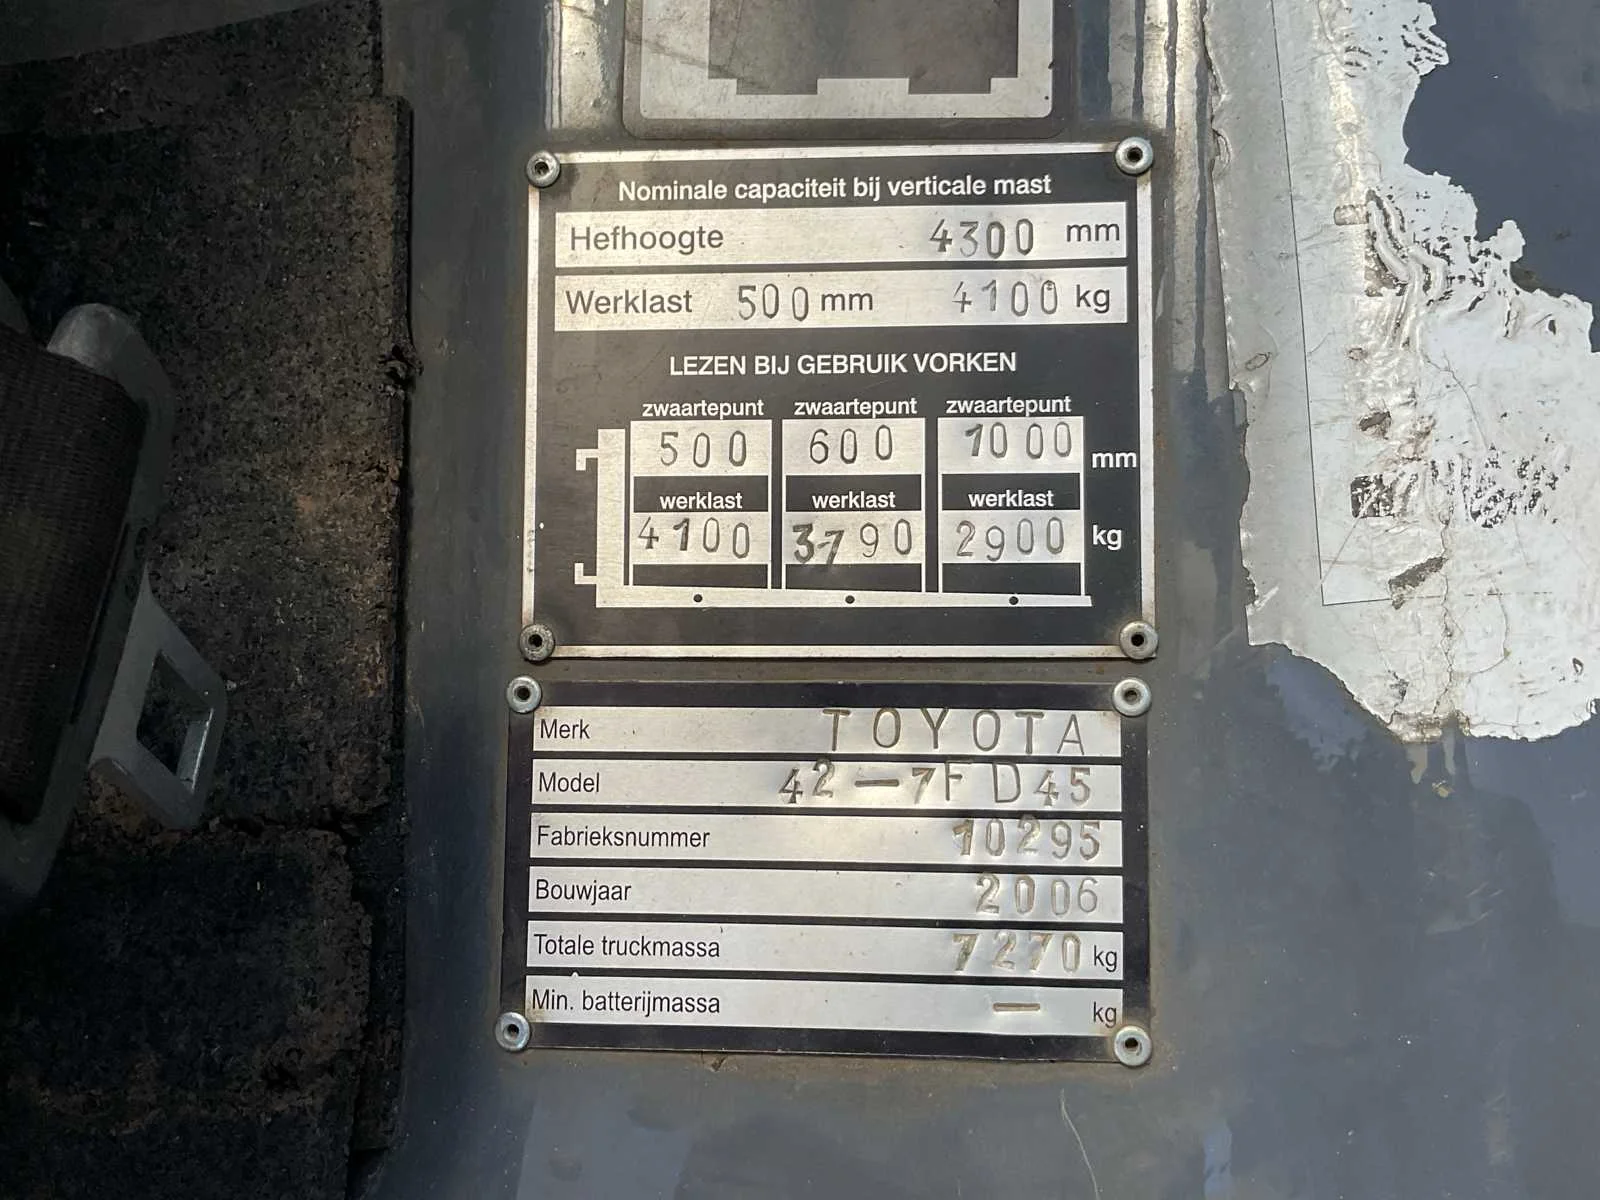 Nominale capaciteit bij verticale mast
Hefhoogte 4300 mm
Werklast 500 mm 4100 kg
LEZEN BIJ GEBRUIK VORKEN
zwaartepunt zwaartepunt zwaartepunt
500 600 1000 mm
werklast werklast werklast
4100 3790 2900 kg
Merk TOYOTA
Model 42-7FD45
Fabrieksnummer 10295
Bouwjaar 2006
Totale truckmassa 7270 kg
Min. batterijmassa — kg